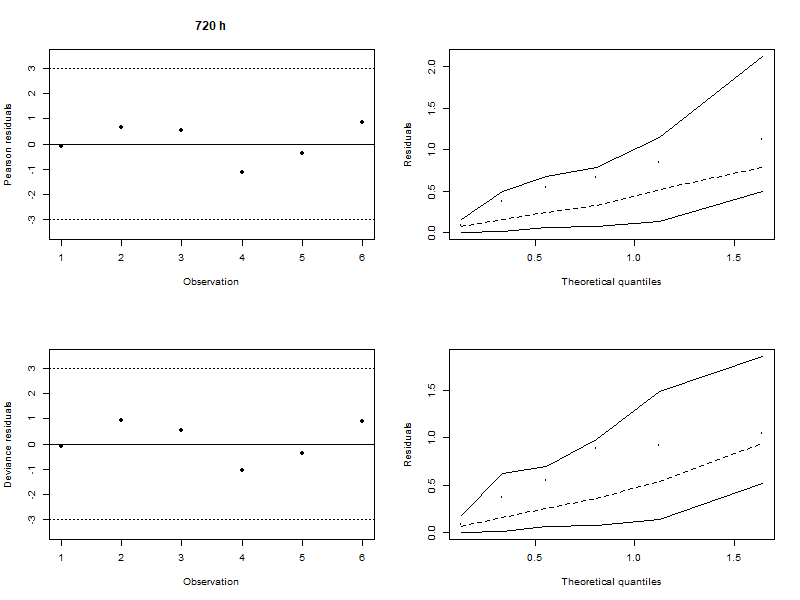 720 h
Pearson residuals
3
2
1
0
-1
-2
-3
1 2 3 4 5 6
Observation
Residuals
2.0
1.5
1.0
0.5
0.0
0.5 1.0 1.5
Theoretical quantiles
Deviance residuals
3
2
1
0
-1
-2
-3
1 2 3 4 5 6
Observation
Residuals
1.5
1.0
0.5
0.0
0.5 1.0 1.5
Theoretical quantiles